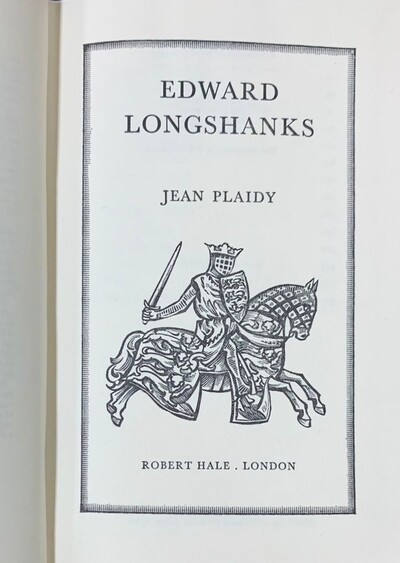 EDWARD
LONGSHANKS
JEAN PLAIDY
ROBERT HALE . LONDON